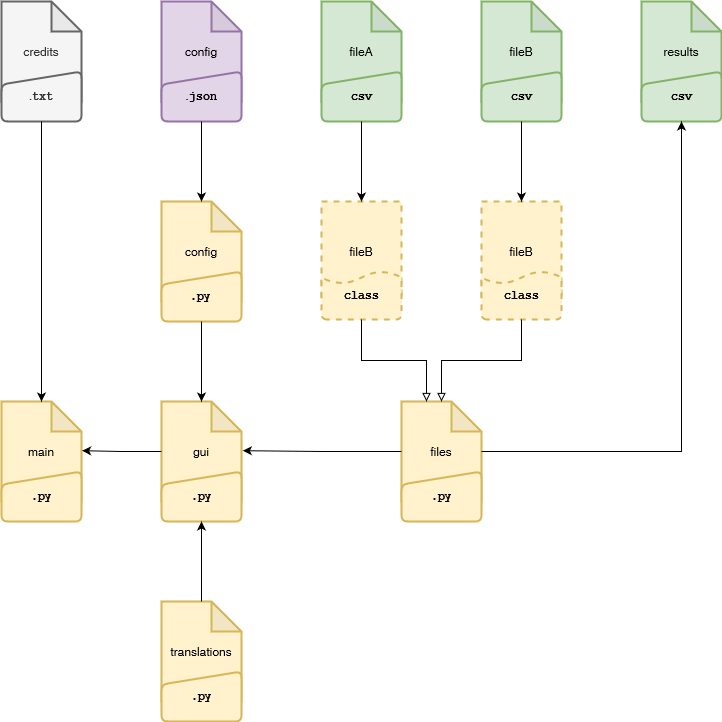 credits
.txt
config
.json
fileA
csv
fileB
csv
results
csv
config
.py
fileB
class
fileB
class
main
.py
gui
.py
files
.py
translations
.py